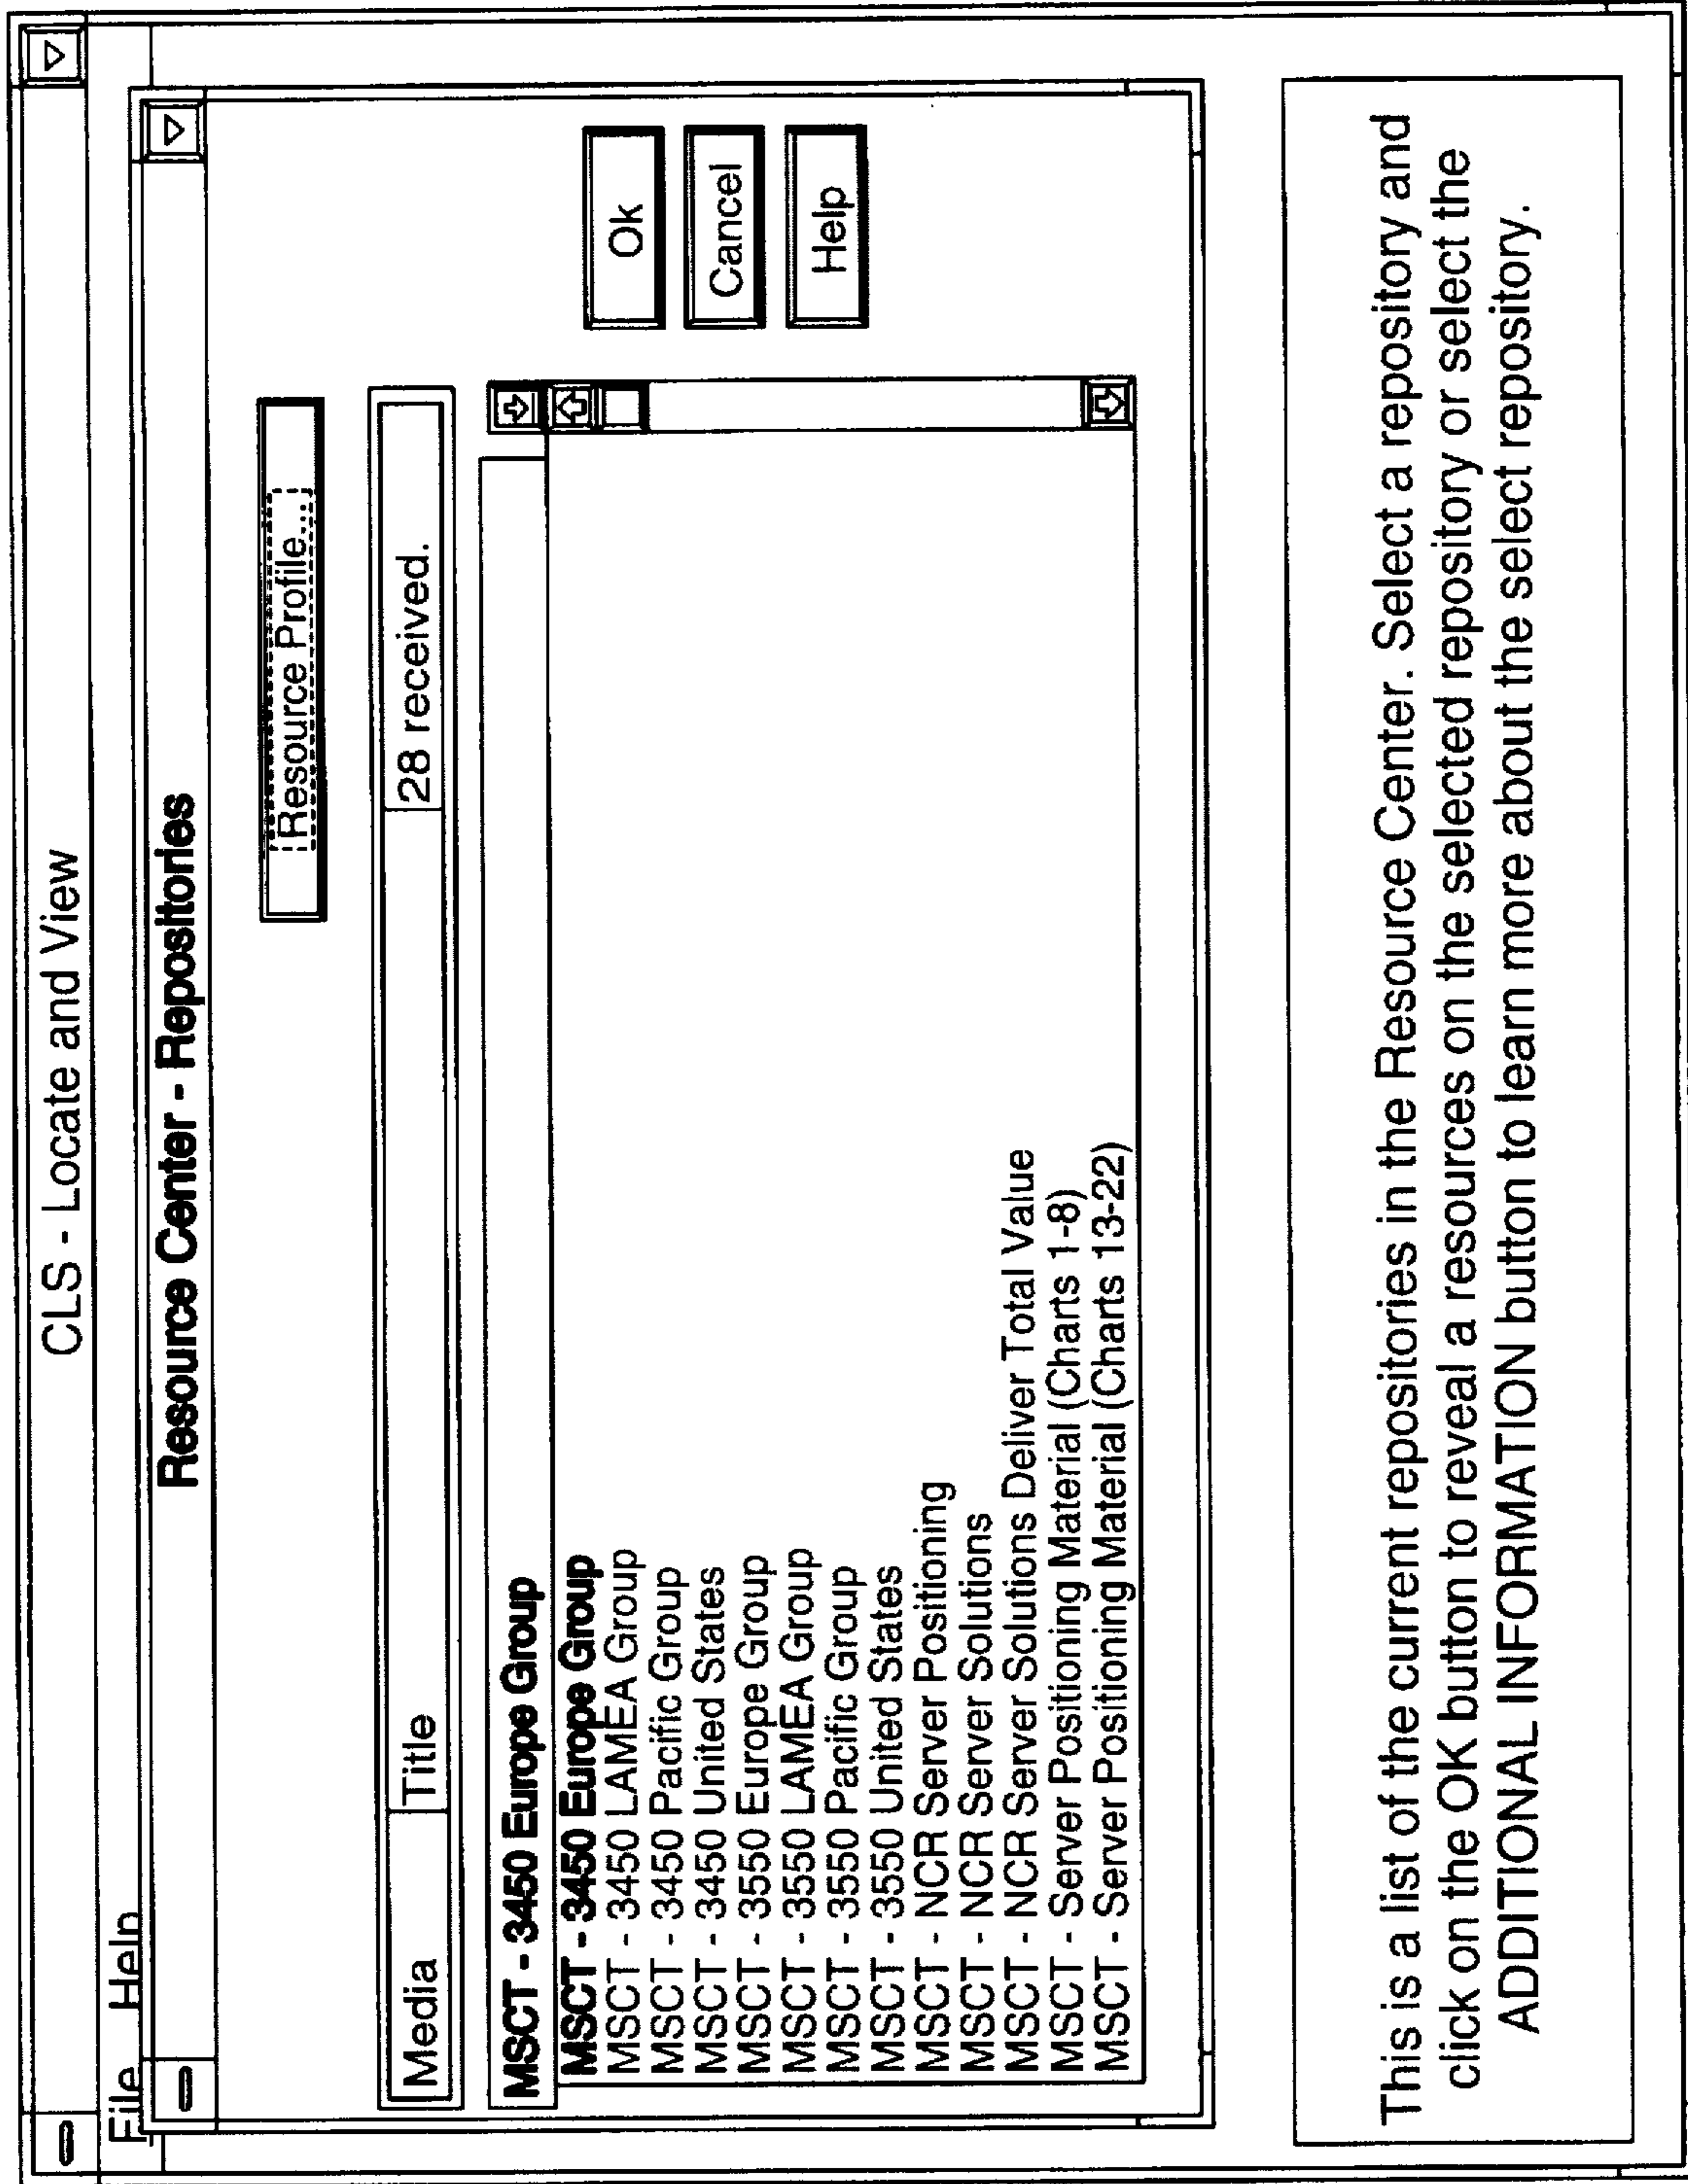 CLS - Locate and View
File Help
Resource Center - Repositories
Resource Profile...
Media Title 28 received.
MSCT - 3450 Europe Group
MSCT - 3450 Europe Group
MSCT - 3450 LAMEA Group
MSCT - 3450 Pacific Group
MSCT - 3450 United States
MSCT - 3550 Europe Group
MSCT - 3550 LAMEA Group
MSCT - 3550 Pacific Group
MSCT - 3550 United States
MSCT - NCR Server Positioning
MSCT - NCR Server Solutions
MSCT - NCR Server Solutions Deliver Total Value
MSCT - Server Positioning Material (Charts 1-8)
MSCT - Server Positioning Material (Charts 13-22)
Ok
Cancel
Help
This is a list of the current repositories in the Resource Center. Select a repository and
click on the OK button to reveal a resources on the selected repository or select the
ADDITIONAL INFORMATION button to learn more about the select repository.